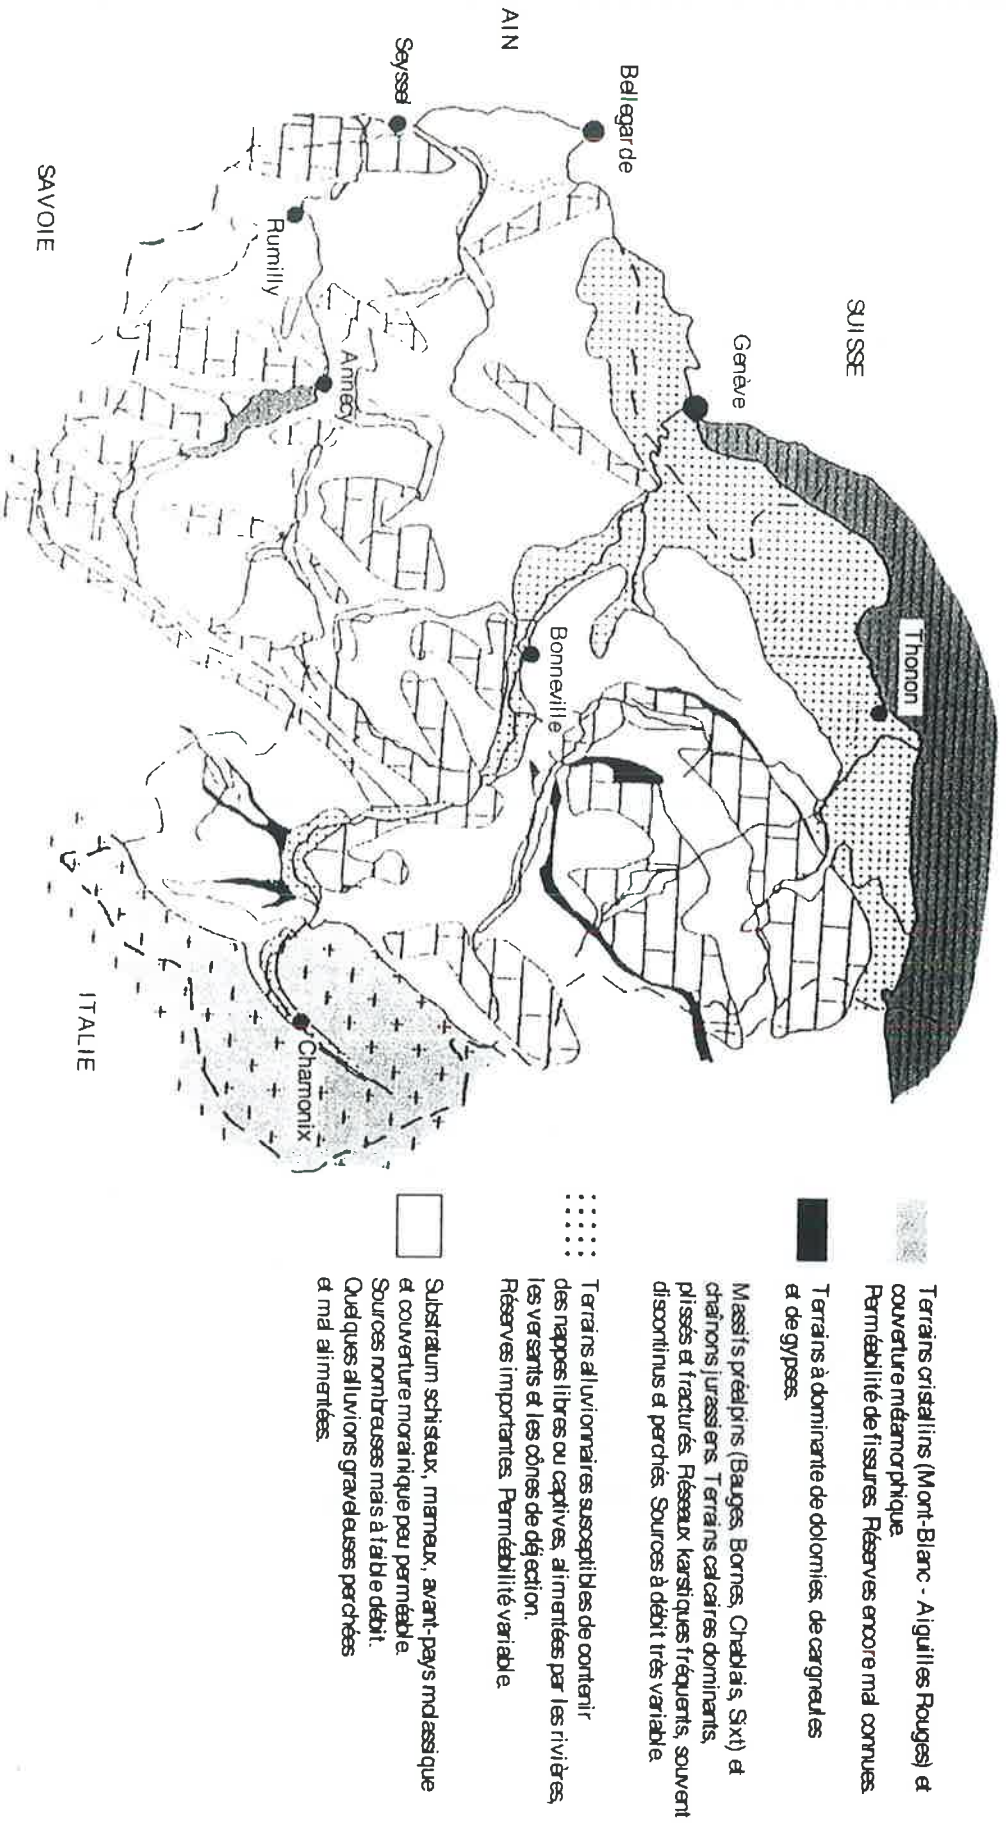 SUISSE
Thonon
Genève
Bellegarde
AIN
Bonneville
Seyssel
Annecy
Rumilly
Chamonix
SAVOIE
ITALIE
Terrains cristallins (Mont-Blanc - Aiguilles Rouges) et
couverture métamorphique.
Perméabilité de fissures. Réserves encore mal connues.
Terrains à dominante de dolomies, de cargneules
et de gypses.
Massifs préalpins (Bauges, Bornes, Chablais, Sixt) et
chaînons jurassiens. Terrains calcaires dominants,
plissés et fracturés. Réseaux karstiques fréquents, souvent
discontinus et perchés. Sources à débit très variable.
Terrains alluvionnaires susceptibles de contenir
des nappes libres ou captives, alimentées par les rivières,
les versants et les cônes de déjection.
Réserves importantes. Perméabilité variable.
Substratum schisteux, marneux, avant-pays molassique
et couverture morainique peu perméable.
Sources nombreuses mais à faible débit.
Quelques alluvions graveleuses perchées
et mal alimentées.